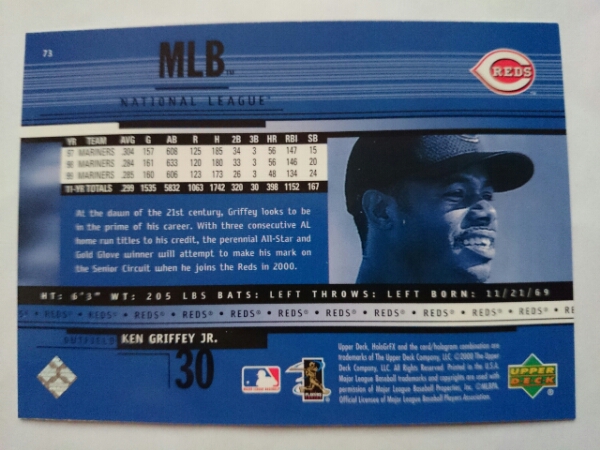 73
MLB™
REDS
NATIONAL LEAGUE®
YR TEAM AVG G AB R H 2B 3B HR RBI SB
97 MARINERS .304 157 608 125 185 34 3 56 147 15
98 MARINERS .284 161 633 120 180 33 3 56 146 20
99 MARINERS .285 160 606 123 173 26 3 48 134 24
11-YR TOTALS .299 1535 5832 1063 1742 320 30 398 1152 167
At the dawn of the 21st century, Griffey looks to be
in the prime of his career. With three consecutive AL
home run titles to his credit, the perennial All-Star and
Gold Glove winner will attempt to make his mark on
the Senior Circuit when he joins the Reds in 2000.
HT: 6'3" WT: 205 LBS BATS: LEFT THROWS: LEFT BORN: 11/21/69
REDS® • REDS® • REDS® • REDS® • REDS® • REDS® • REDS® • REDS® • REDS® • REDS® • REDS®
OUTFIELD KEN GRIFFEY JR.
30
Upper Deck, HoloGrFX and the card/hologram combination are
trademarks of The Upper Deck Company, LLC. ©2000 The Upper
Deck Company, LLC. All Rights Reserved. Printed in the U.S.A.
Major League Baseball trademarks and copyrights are used with
permission of Major League Baseball Properties, Inc. ©MLBPA.
Official Licensee of Major League Baseball Players Association.
UPPER
DECK